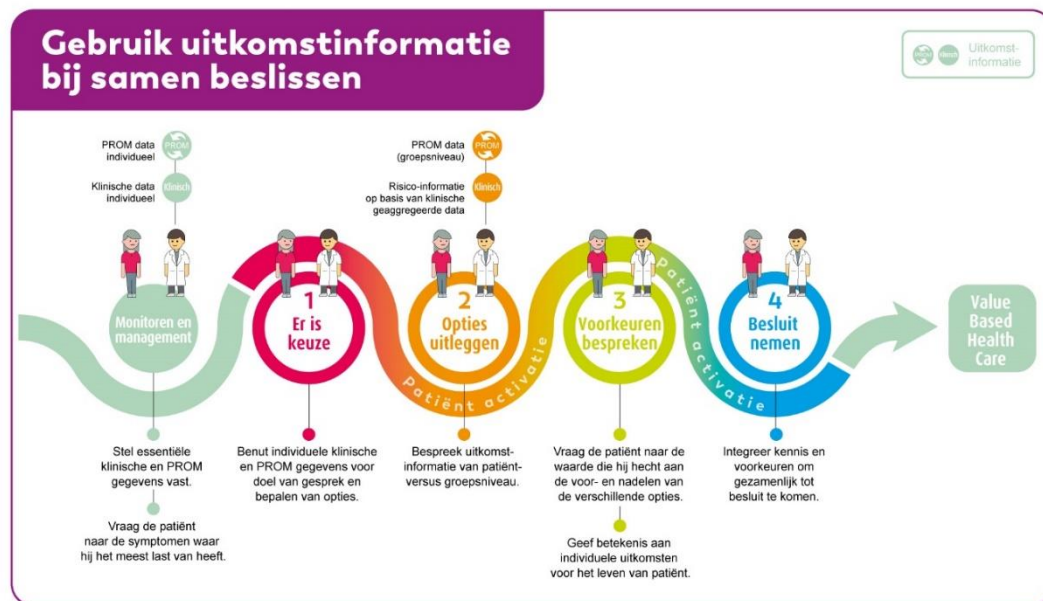 Gebruik uitkomstinformatie
bij samen beslissen
PROM
Klinisch
Uitkomst-
informatie
PROM data
individueel
PROM
Klinische data
individueel
Klinisch
PROM data
(groepsniveau)
PROM
Risico-informatie
op basis van klinische
geaggregeerde data
Klinisch
Monitoren en
management
1
Er is
keuze
2
Opties
uitleggen
3
Voorkeuren
bespreken
4
Besluit
nemen
Patiënt activatie
Patiënt activatie
Patiënt activatie
Value
Based
Health
Care
Stel essentiële
klinische en PROM
gegevens vast.
Vraag de patiënt
naar de symptomen waar
hij het meest last van heeft.
Benut individuele klinische
en PROM gegevens voor
doel van gesprek en
bepalen van opties.
Bespreek uitkomst-
informatie van patiënt-
versus groepsniveau.
Vraag de patiënt naar de
waarde die hij hecht aan
de voor- en nadelen van
de verschillende opties.
Geef betekenis aan
individuele uitkomsten
voor het leven van patiënt.
Integreer kennis en
voorkeuren om
gezamenlijk tot
besluit te komen.